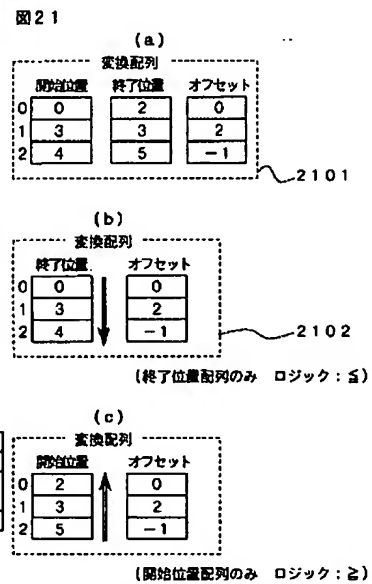 図21
(a)
変換配列
開始位置 終了位置 オフセット
0 0 2 0
1 3 3 2
2 4 5 −1
2101
(b)
変換配列
終了位置 オフセット
0 0 0
1 3 2
2 4 −1
2102
(終了位置配列のみ ロジック:≦)
(c)
変換配列
開始位置 オフセット
0 2 0
1 3 2
2 5 −1
(開始位置配列のみ ロジック:≧)